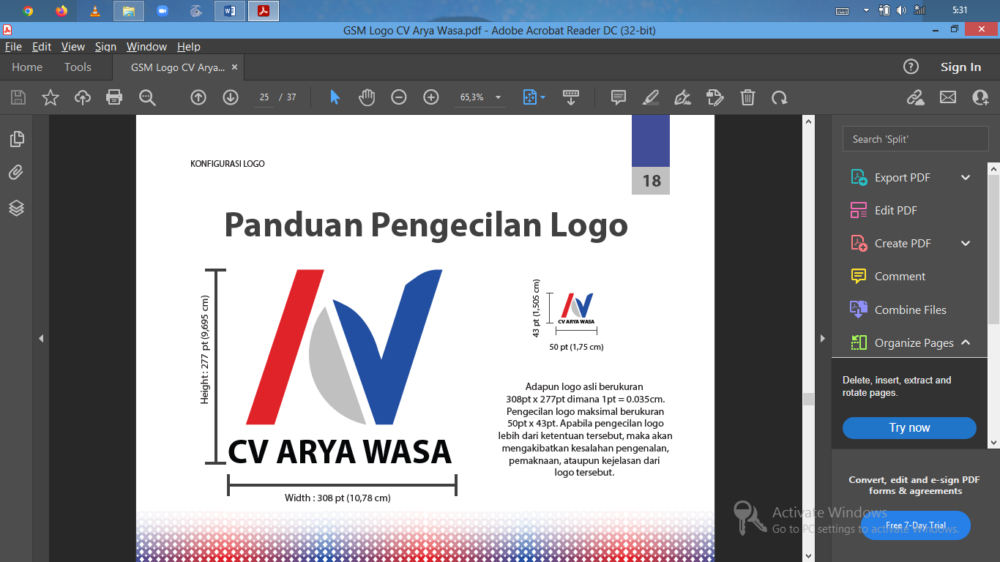 5:31
GSM Logo CV Arya Wasa.pdf - Adobe Acrobat Reader DC (32-bit)
File Edit View Sign Window Help
Home Tools GSM Logo CV Arya... × Sign In
25 / 37 65,3%
Search 'Split'
Export PDF
Edit PDF
Create PDF
Comment
Combine Files
Organize Pages
Delete, insert, extract and
rotate pages.
Try now
Convert, edit and e-sign PDF
forms & agreements
Free 7-Day Trial
Activate Windows
Go to PC settings to activate Windows.
KONFIGURASI LOGO
18
Panduan Pengecilan Logo
Height : 277 pt (9,695 cm)
CV ARYA WASA
Width : 308 pt (10,78 cm)
43 pt (1,505 cm)
CV ARYA WASA
50 pt (1,75 cm)
Adapun logo asli berukuran
308pt x 277pt dimana 1pt = 0.035cm.
Pengecilan logo maksimal berukuran
50pt x 43pt. Apabila pengecilan logo
lebih dari ketentuan tersebut, maka akan
mengakibatkan kesalahan pengenalan,
pemaknaan, ataupun kejelasan dari
logo tersebut.